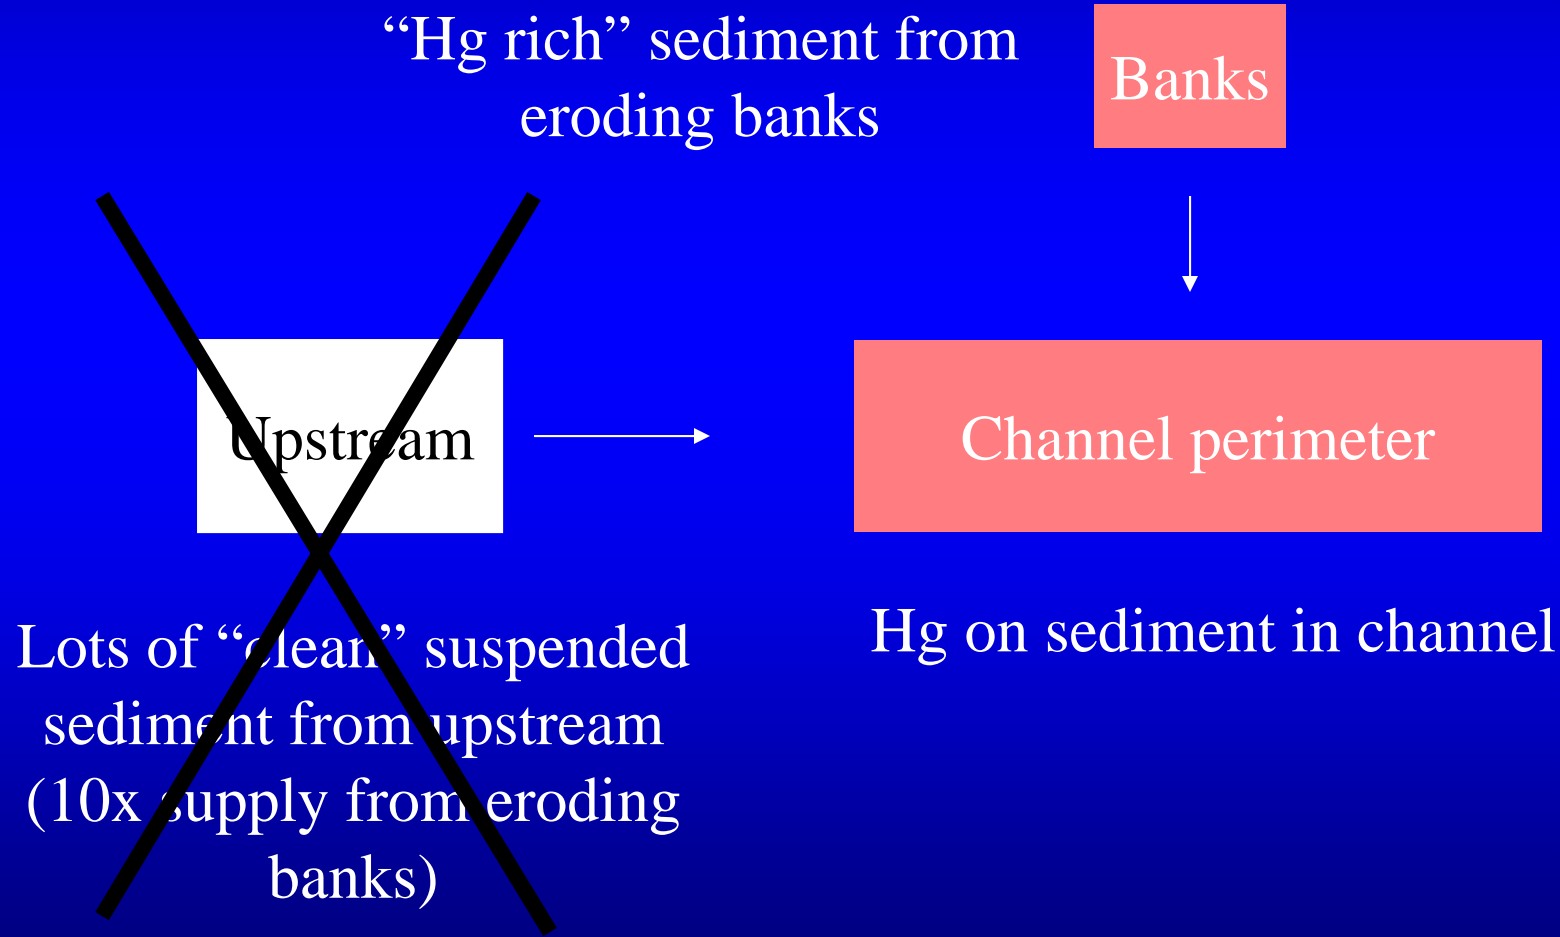 “Hg rich” sediment from
eroding banks
Banks
Upstream
Channel perimeter
Lots of “clean” suspended
sediment from upstream
(10x supply from eroding
banks)
Hg on sediment in channel